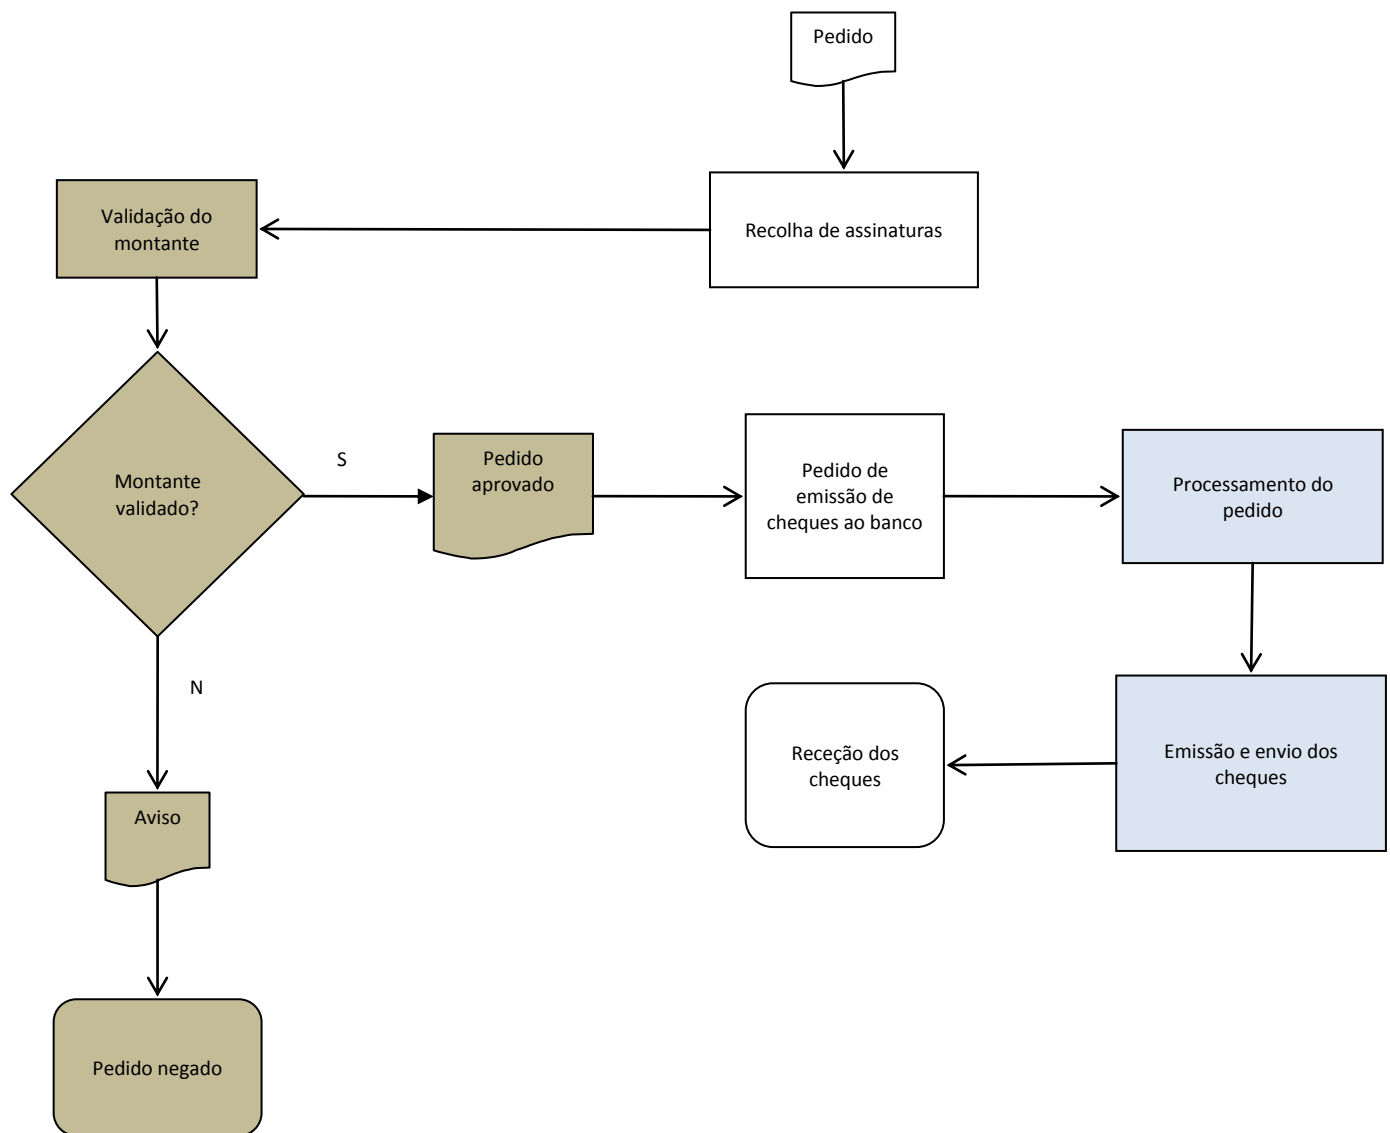 Pedido
Validação do
montante
Recolha de assinaturas
Montante
validado?
S
Pedido
aprovado
Pedido de
emissão de
cheques ao banco
Processamento do
pedido
N
Receção dos
cheques
Emissão e envio dos
cheques
Aviso
Pedido negado